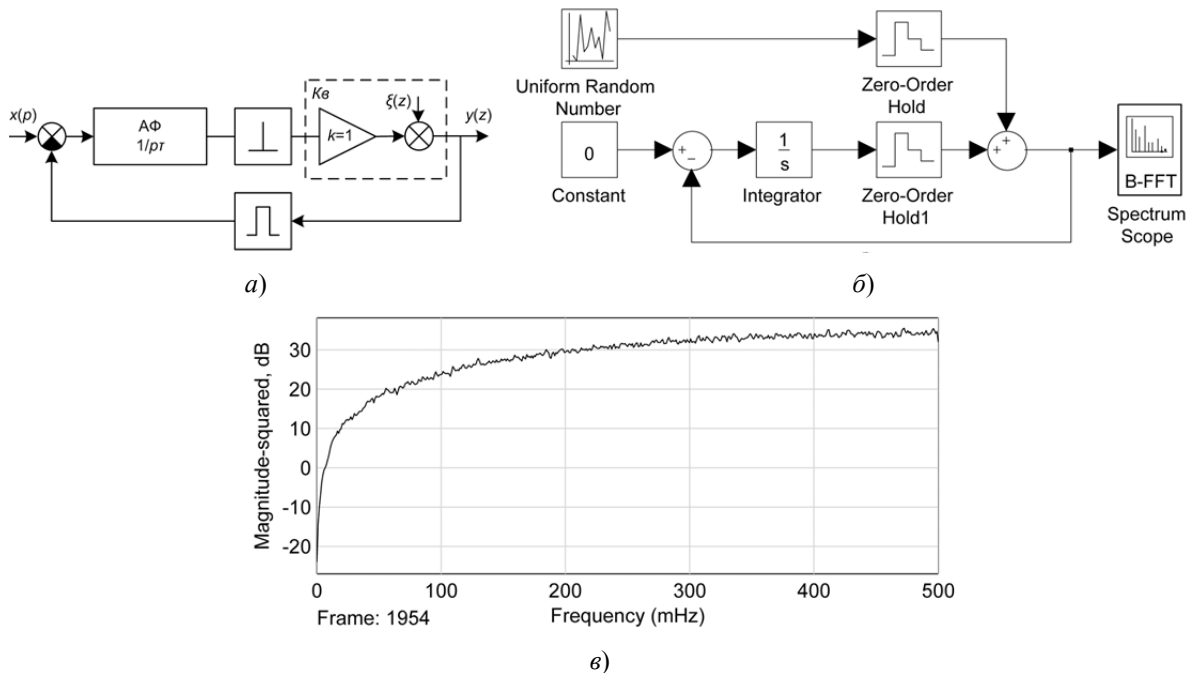 x(p)
АФ
1/pτ
Кв
k=1
ξ(z)
y(z)
а)
Uniform Random
Number
Zero-Order
Hold
0
Constant
+
−
1
s
Integrator
Zero-Order
Hold1
+
+
B-FFT
Spectrum
Scope
б)
Magnitude-squared, dB
30
20
10
0
-10
-20
0
100
200
300
400
500
Frame: 1954
Frequency (mHz)
в)